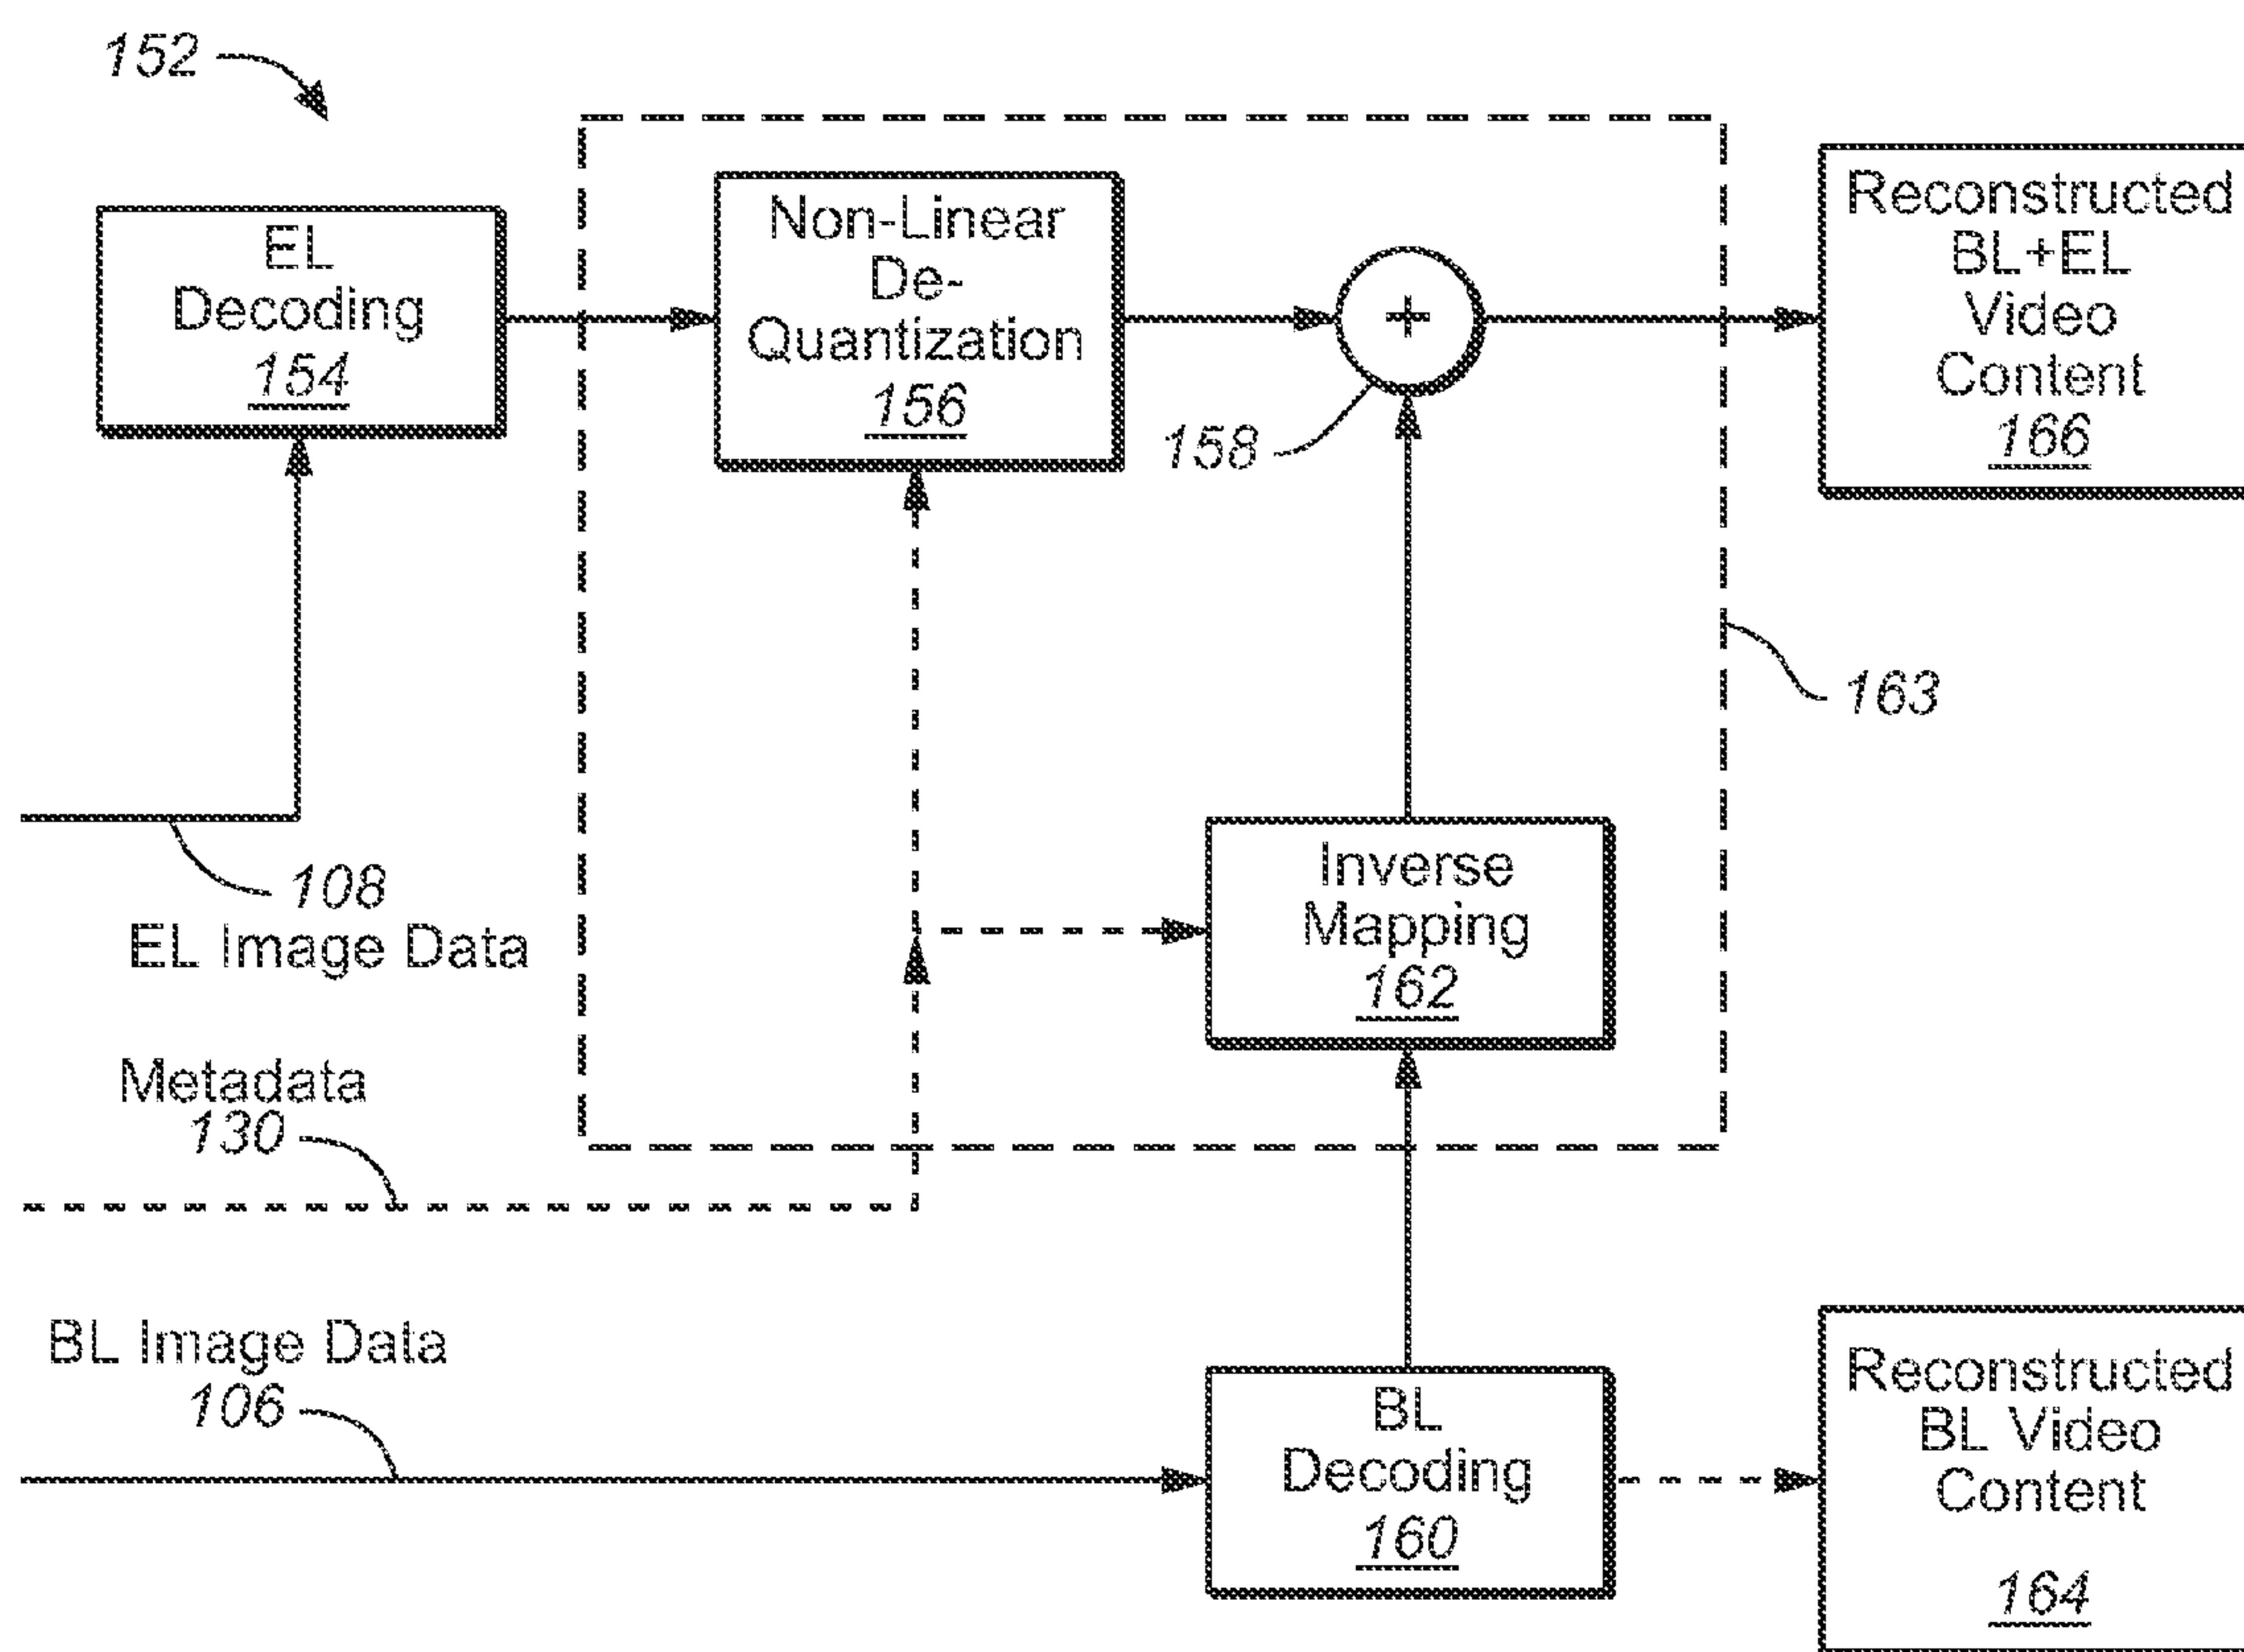 152
EL
Decoding
154
Non-Linear
De-
Quantization
156
+
158
Reconstructed
BL+EL
Video
Content
166
163
108
EL Image Data
Inverse
Mapping
162
Metadata
130
BL Image Data
106
BL
Decoding
160
Reconstructed
BL Video
Content
164